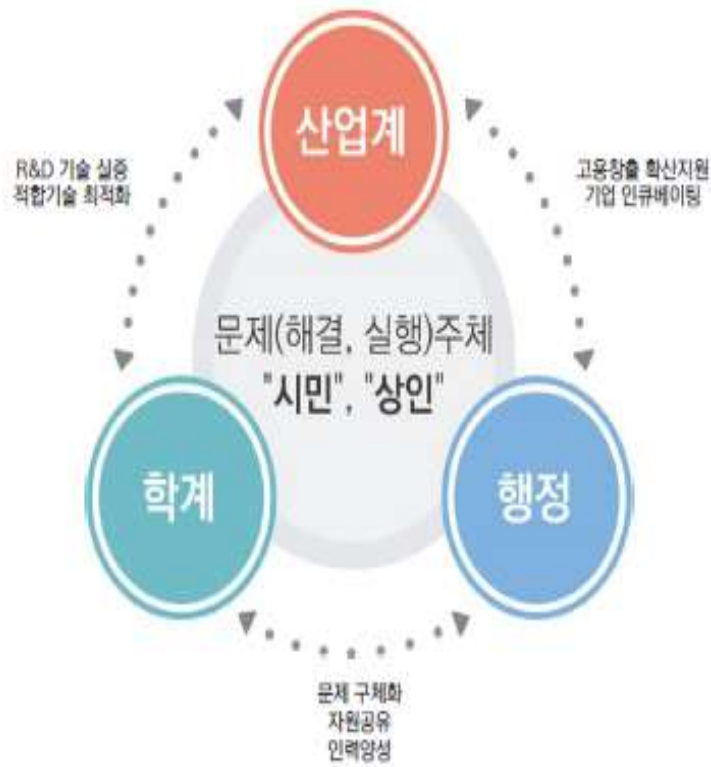 산업계
R&D 기술 실증
적합기술 최적화
고용창출 확산지원
기업 인큐베이팅
문제(해결, 실행)주체
"시민", "상인"
학계
행정
문제 구체화
자원공유
인력양성